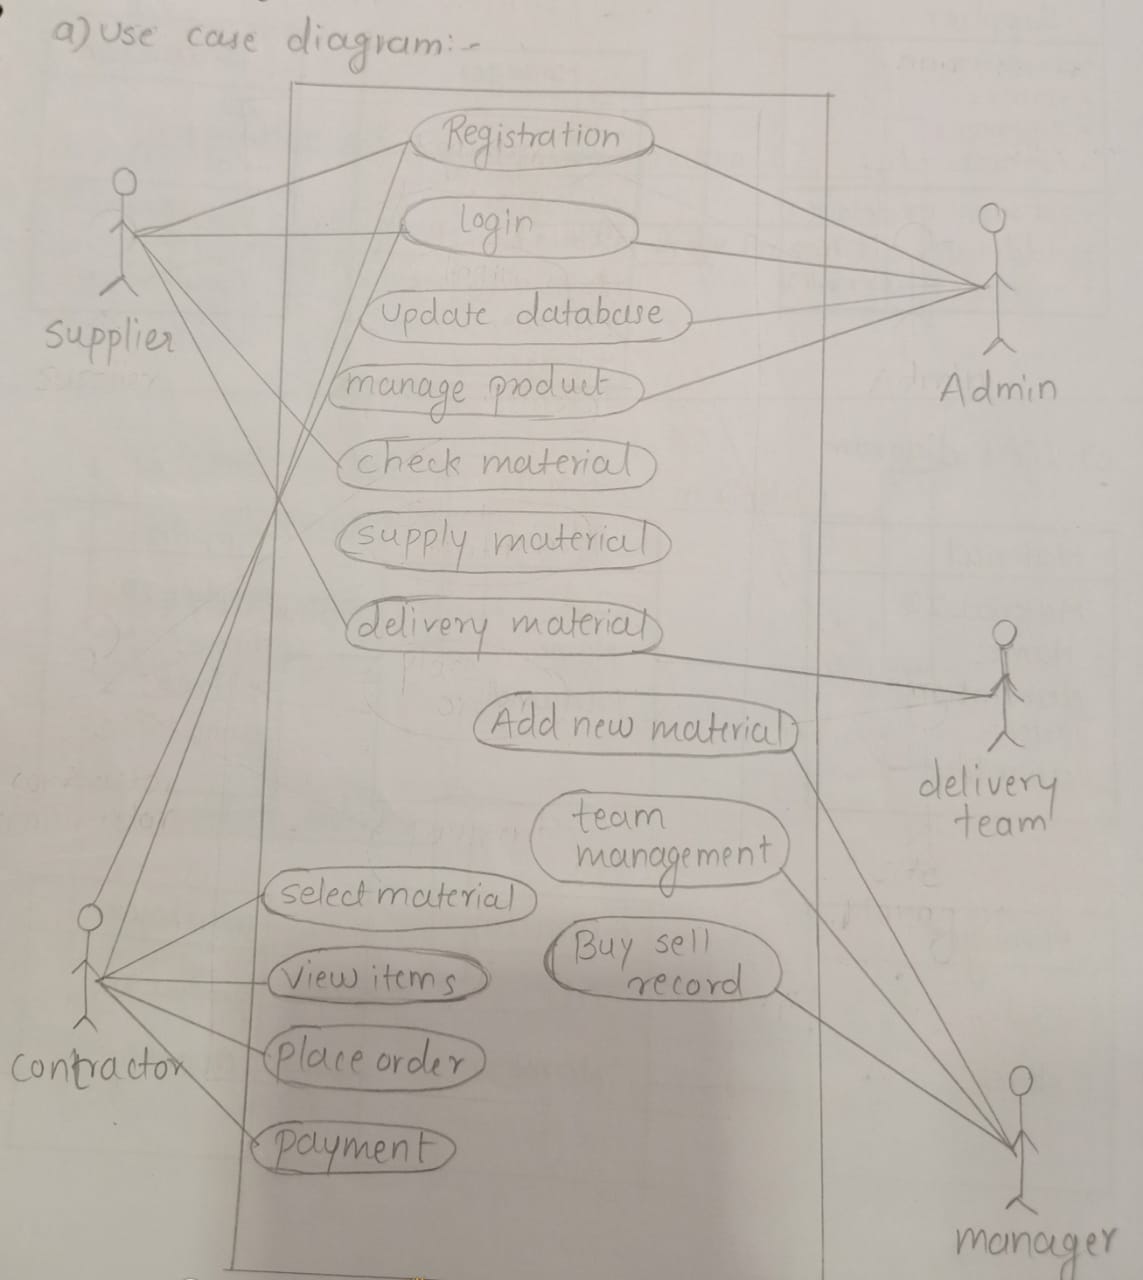 a) Use case diagram:-
Registration
Login
update database
manage product
check material
supply material
delivery material
Add new material
team
management
Buy sell
record
select material
view items
place order
payment
supplier
contractor
Admin
delivery
team
manager